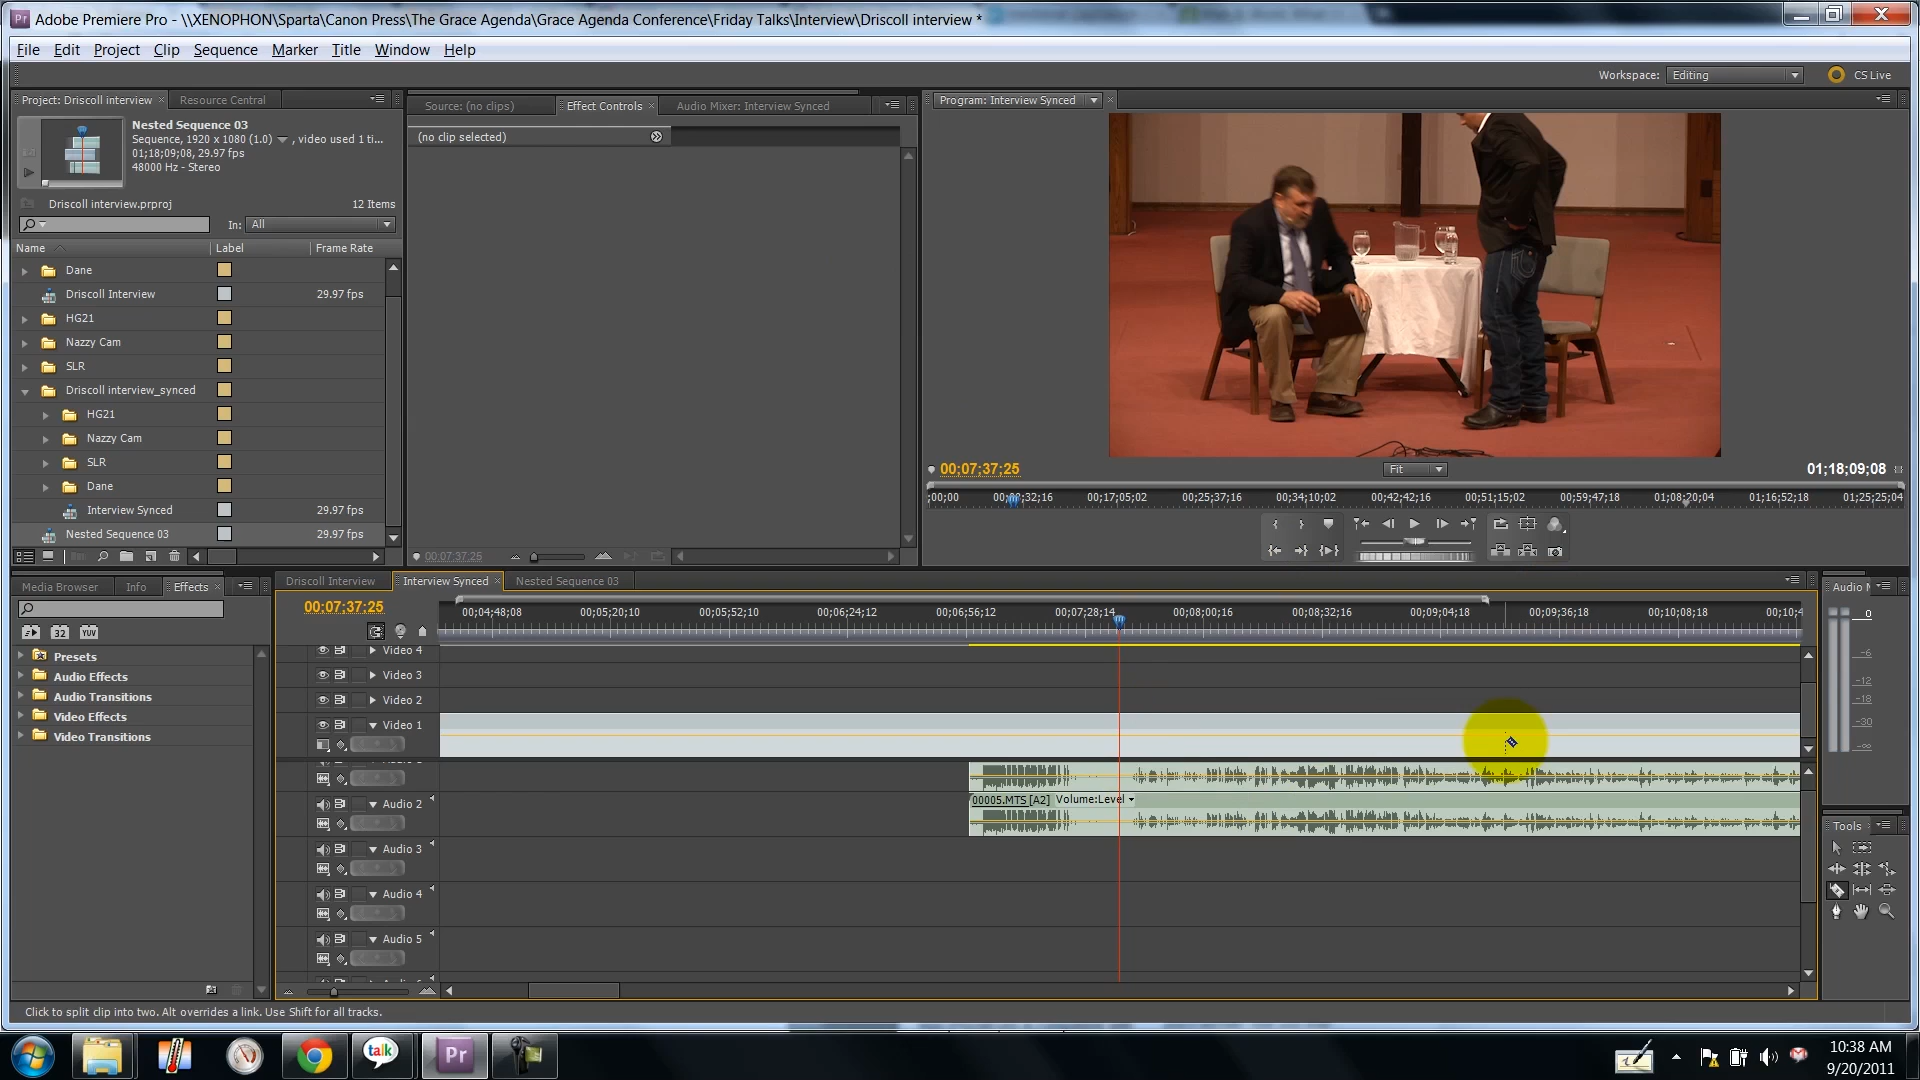 Adobe Premiere Pro - \\XENOPHON\Sparta\Canon Press\The Grace Agenda\Grace Agenda Conference\Friday Talks\Interview\Driscoll interview *
File Edit Project Clip Sequence Marker Title Window Help
Workspace: Editing CS Live
Project: Driscoll interview Resource Central
Nested Sequence 03
Sequence, 1920 x 1080 (1.0) , video used 1 ti...
01;18;09;08, 29.97 fps
48000 Hz - Stereo
Driscoll interview.prproj 12 Items
In: All
Name Label Frame Rate
Dane
Driscoll Interview 29.97 fps
HG21
Nazzy Cam
SLR
Driscoll interview_synced
HG21
Nazzy Cam
SLR
Dane
Interview Synced 29.97 fps
Nested Sequence 03 29.97 fps
Source: (no clips) Effect Controls Audio Mixer: Interview Synced
(no clip selected)
00;07;37;25
Program: Interview Synced
00;07;37;25 Fit 01;18;09;08
;00;00 00;08;32;16 00;17;05;02 00;25;37;16 00;34;10;02 00;42;42;16 00;51;15;02 00;59;47;18 01;08;20;04 01;16;52;18 01;25;25;04
Media Browser Info Effects
32 YUV
Presets
Audio Effects
Audio Transitions
Video Effects
Video Transitions
Driscoll Interview Interview Synced Nested Sequence 03
00;07;37;25
00;04;48;08 00;05;20;10 00;05;52;10 00;06;24;12 00;06;56;12 00;07;28;14 00;08;00;16 00;08;32;16 00;09;04;18 00;09;36;18 00;10;08;18 00;10;4
Video 4
Video 3
Video 2
Video 1
Audio 2 00005.MTS [A2] Volume:Level
Audio 3
Audio 4
Audio 5
Audio M
0
-6
-12
-18
-30
-∞
Tools
Click to split clip into two. Alt overrides a link. Use Shift for all tracks.
talk Pr
10:38 AM
9/20/2011